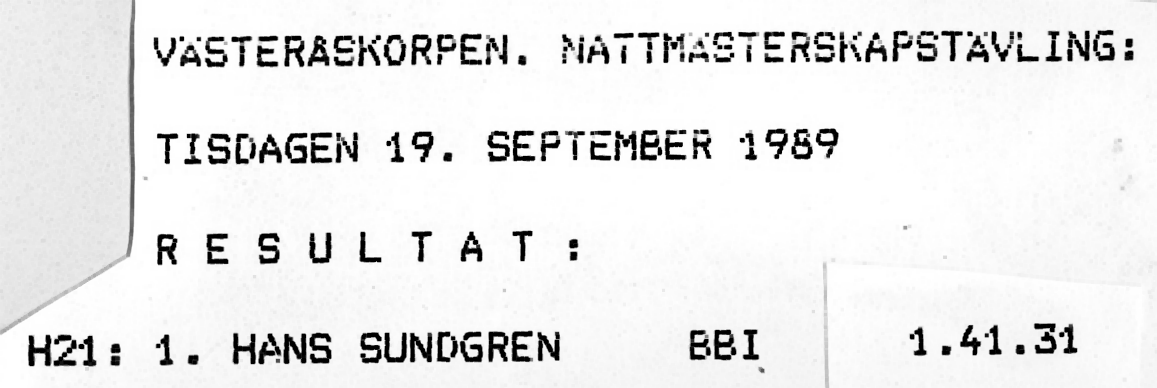 VÄSTERÅSKORPEN. NATTMÄSTERSKAPSTÄVLING:
TISDAGEN 19. SEPTEMBER 1989
R E S U L T A T :
H21: 1. HANS SUNDGREN BBI 1.41.31